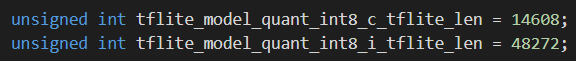 unsigned int tflite_model_quant_int8_c_tflite_len = 14608;
unsigned int tflite_model_quant_int8_i_tflite_len = 48272;